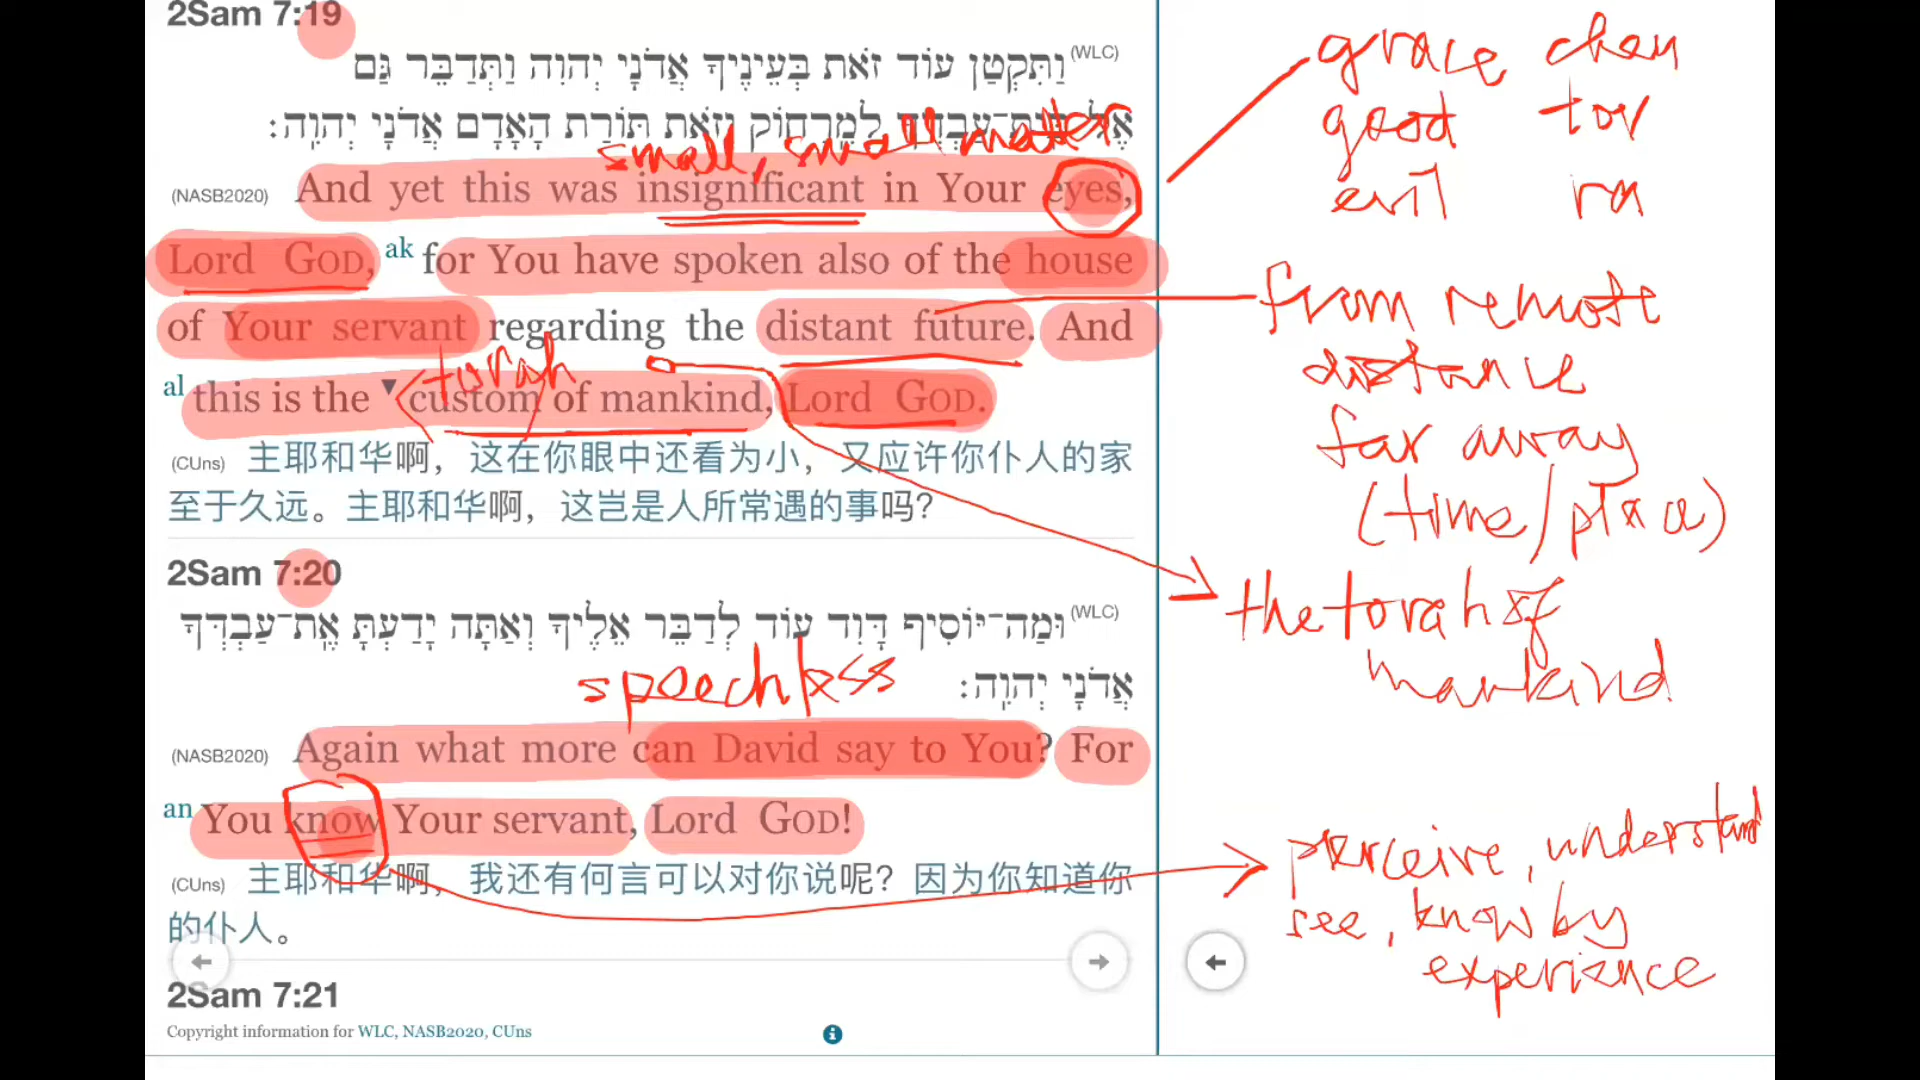 2Sam 7:19
(WLC) וַתִּקְטַן עוֹד זֹאת בְּעֵינֶיךָ אֲדֹנָי יְהוִה וַתְּדַבֵּר גַּם
אֶל לְמֵרָחוֹק וְזֹאת תּוֹרַת הָאָדָם אֲדֹנָי יְהוִה׃
small, small matter
(NASB2020) And yet this was insignificant in Your eyes,
Lord GOD, ak for You have spoken also of the house
of Your servant regarding the distant future. And
torah
al this is the ▼ custom of mankind, Lord GOD.
(CUns) 主耶和华啊，这在你眼中还看为小，又应许你仆人的家
至于久远。主耶和华啊，这岂是人所常遇的事吗？
2Sam 7:20
(WLC) וּמַה־יּוֹסִיף דָּוִד עוֹד לְדַבֵּר אֵלֶיךָ וְאַתָּה יָדַעְתָּ אֶת־עַבְדְּךָ
אֲדֹנָי יְהוִה׃
speechless
(NASB2020) Again what more can David say to You? For
an You know Your servant, Lord GOD!
(CUns) 主耶和华啊，我还有何言可以对你说呢？因为你知道你
的仆人。
2Sam 7:21
Copyright information for WLC, NASB2020, CUns
grace chen
good tov
evil ra
from remote
distance
far away
(time/place)
the torah of
mankind
perceive, understand
see, know by
experience